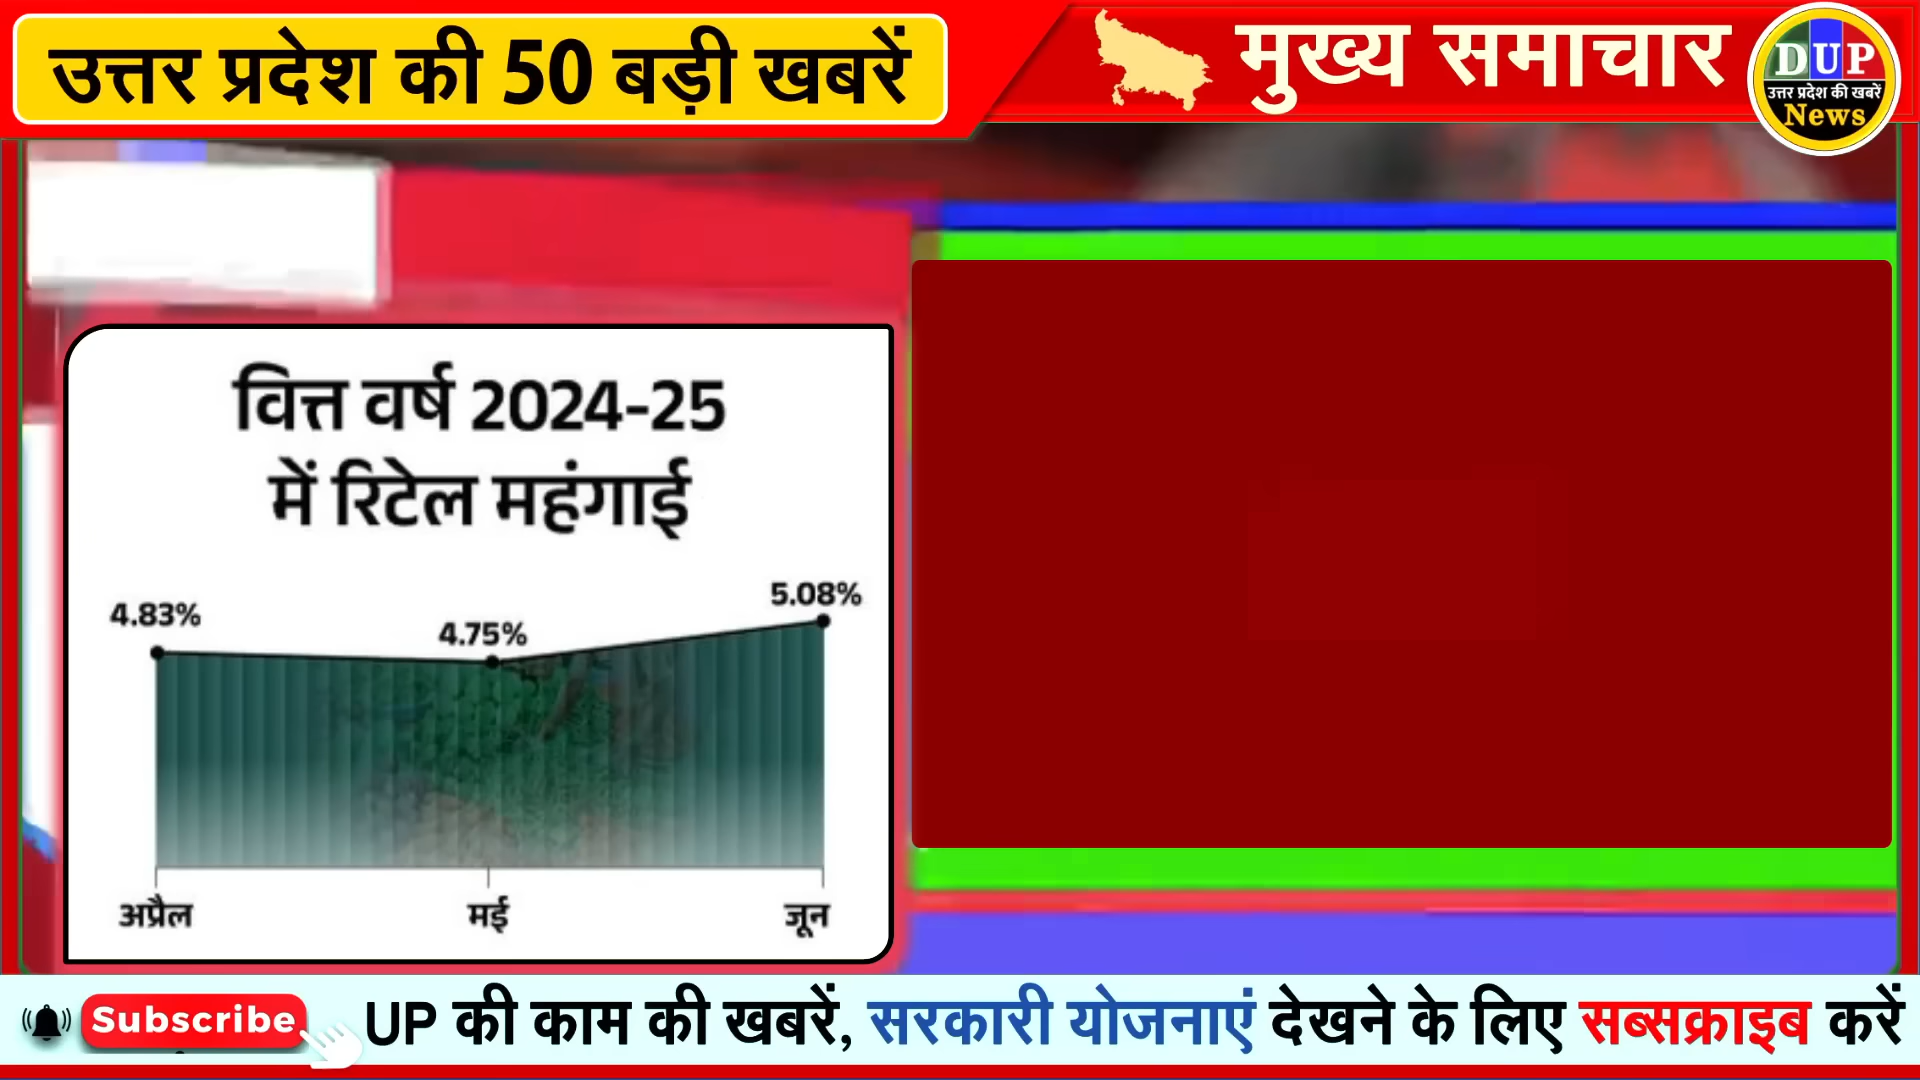 उत्तर प्रदेश की 50 बड़ी खबरें
मुख्य समाचार
DUP
उत्तर प्रदेश की खबरें
News
वित्त वर्ष 2024-25
में रिटेल महंगाई
4.83%
4.75%
5.08%
अप्रैल
मई
जून
Subscribe
UP की काम की खबरें, सरकारी योजनाएं देखने के लिए सब्सक्राइब करें